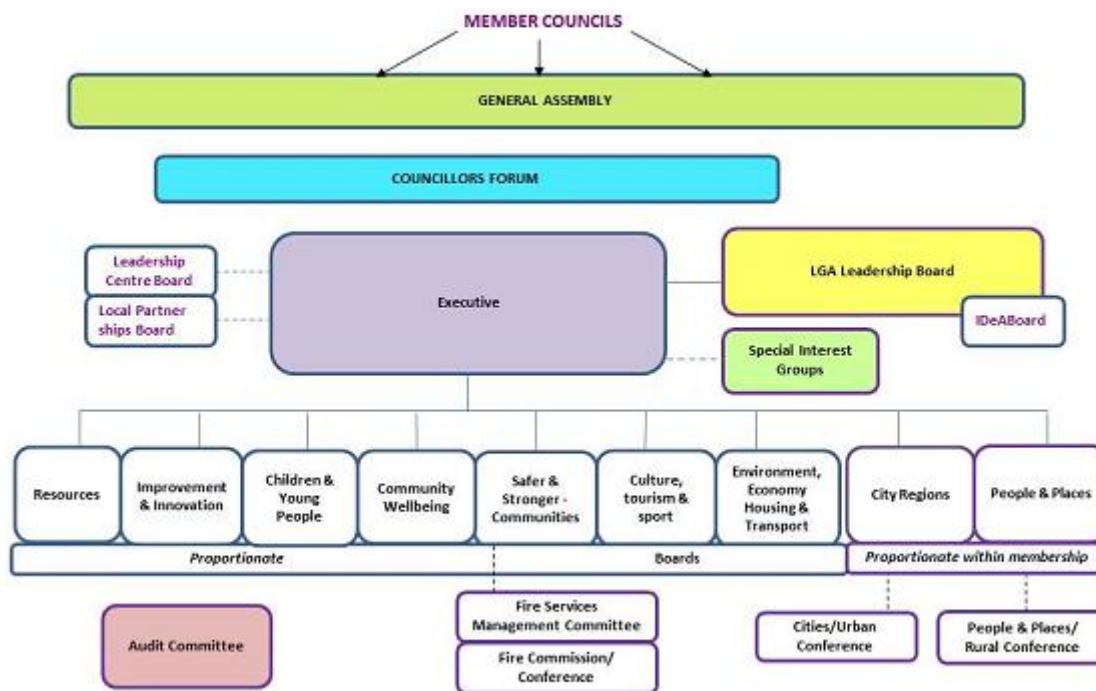 MEMBER COUNCILS
GENERAL ASSEMBLY
COUNCILLORS FORUM
Leadership
Centre Board
Local Partner
ships Board
Executive
LGA Leadership Board
IDeABoard
Special Interest
Groups
Resources
Improvement
& Innovation
Children &
Young
People
Community
Wellbeing
Safer &
Stronger -
Communities
Culture,
tourism &
sport
Environment,
Economy
Housing &
Transport
City Regions
People & Places
Proportionate
Boards
Proportionate within membership
Audit Committee
Fire Services
Management Committee
Fire Commission/
Conference
Cities/Urban
Conference
People & Places/
Rural Conference